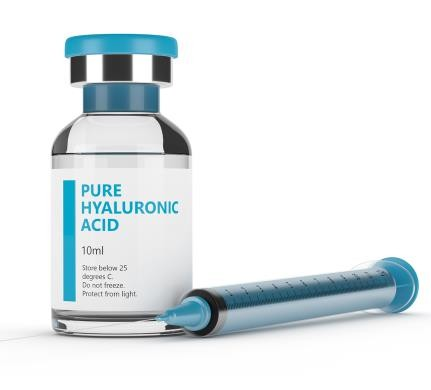 PURE
HYALURONIC
ACID
10ml
Store below 25
degrees C.
Do not freeze.
Protect from light.